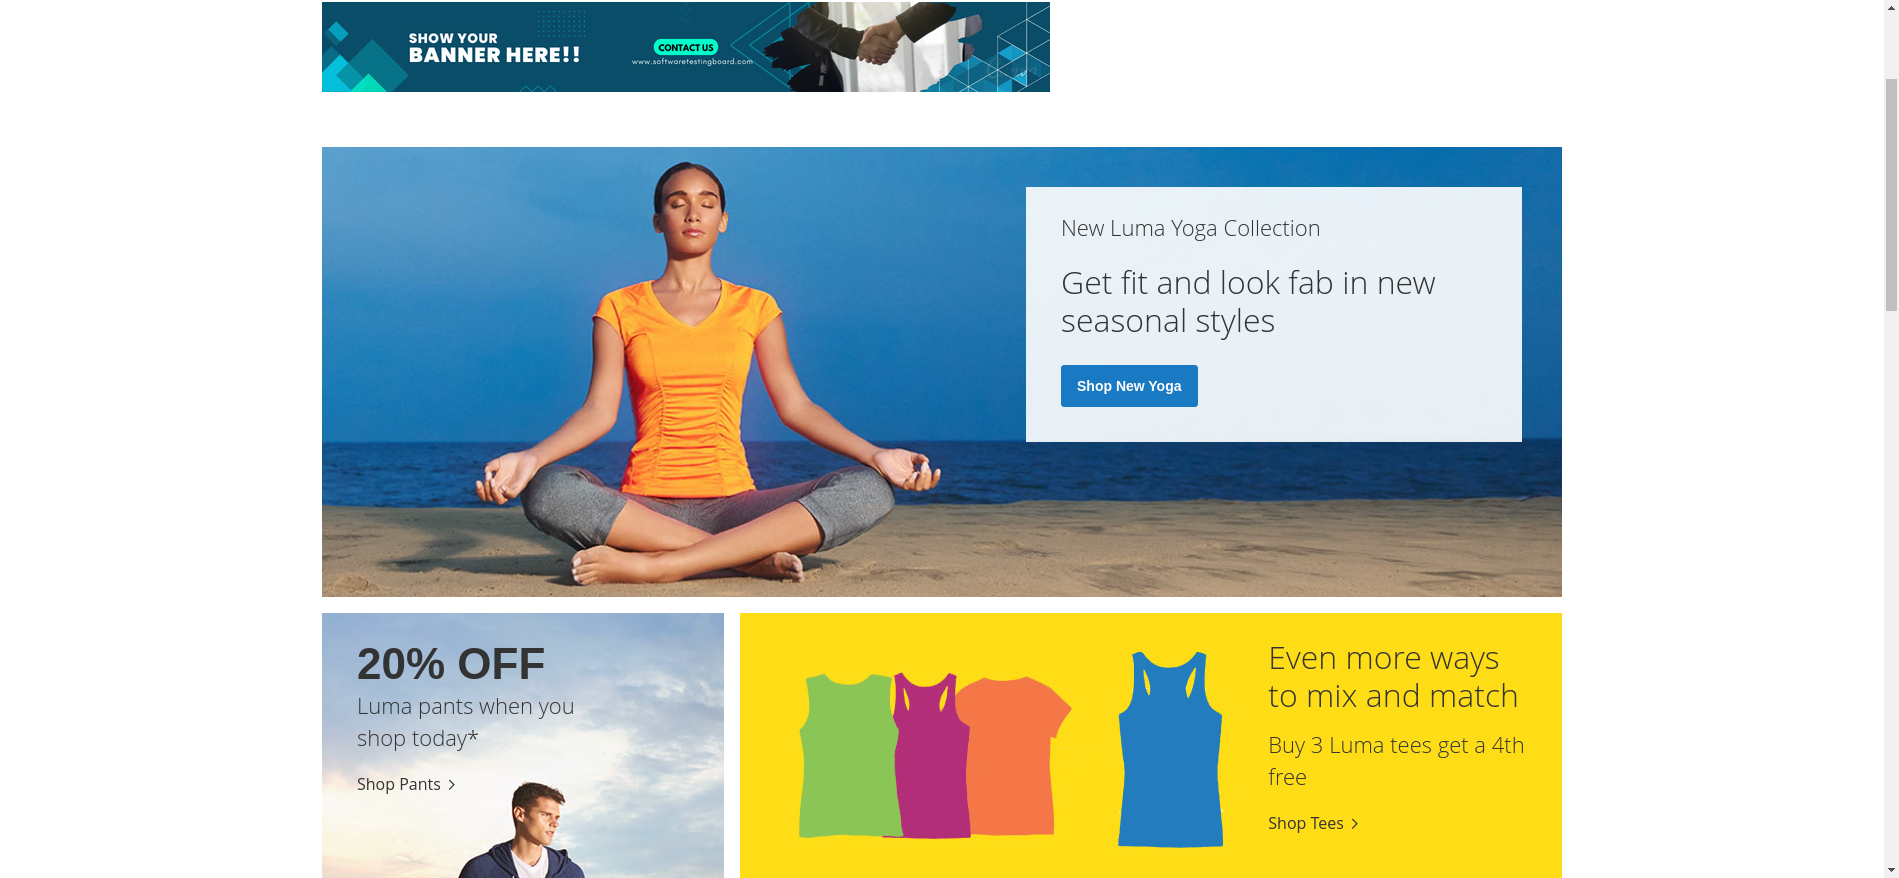 SHOW YOUR
BANNER HERE!!
CONTACT US
www.softwaretestingboard.com
New Luma Yoga Collection
Get fit and look fab in new
seasonal styles
Shop New Yoga
20% OFF
Luma pants when you
shop today*
Shop Pants
Even more ways
to mix and match
Buy 3 Luma tees get a 4th
free
Shop Tees